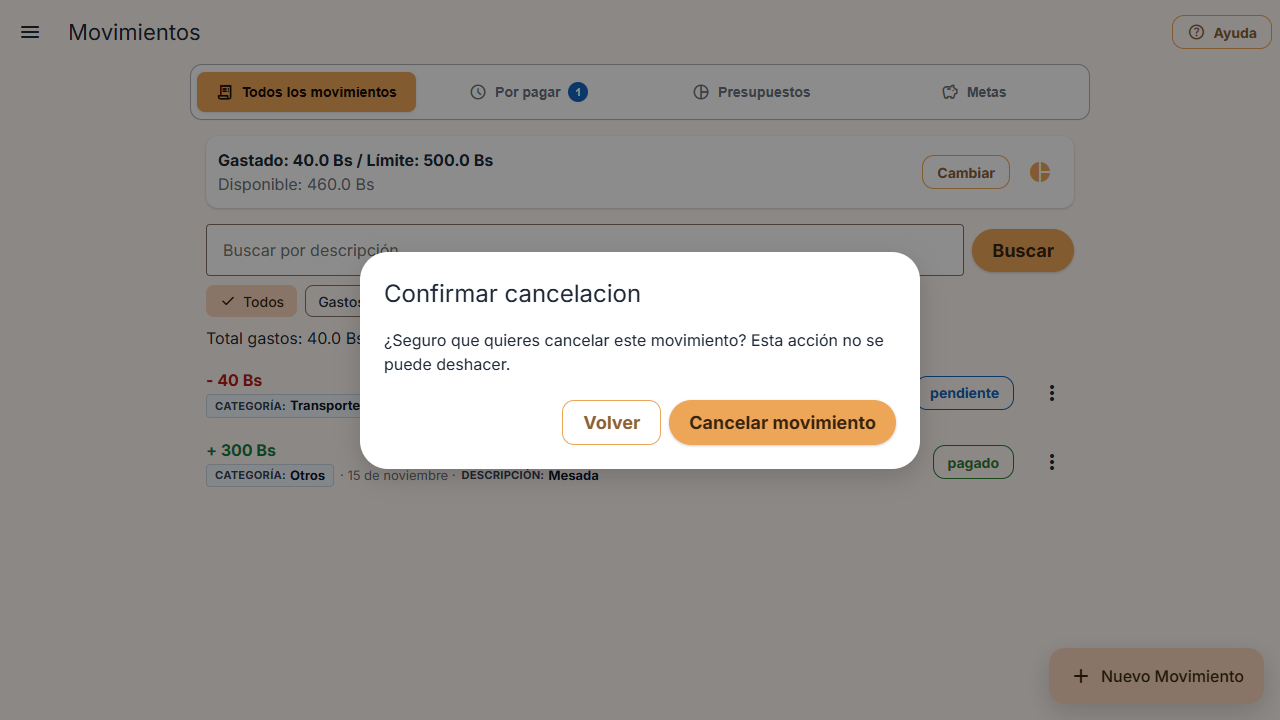 Movimientos
Ayuda
Todos los movimientos
Por pagar 1
Presupuestos
Metas
Gastado: 40.0 Bs / Límite: 500.0 Bs
Disponible: 460.0 Bs
Cambiar
Buscar por descripción
Buscar
Todos
Gastos
Total gastos: 40.0 Bs
Confirmar cancelacion
¿Seguro que quieres cancelar este movimiento? Esta acción no se
puede deshacer.
Volver
Cancelar movimiento
- 40 Bs
CATEGORÍA: Transporte
pendiente
+ 300 Bs
CATEGORÍA: Otros · 15 de noviembre · DESCRIPCIÓN: Mesada
pagado
+ Nuevo Movimiento